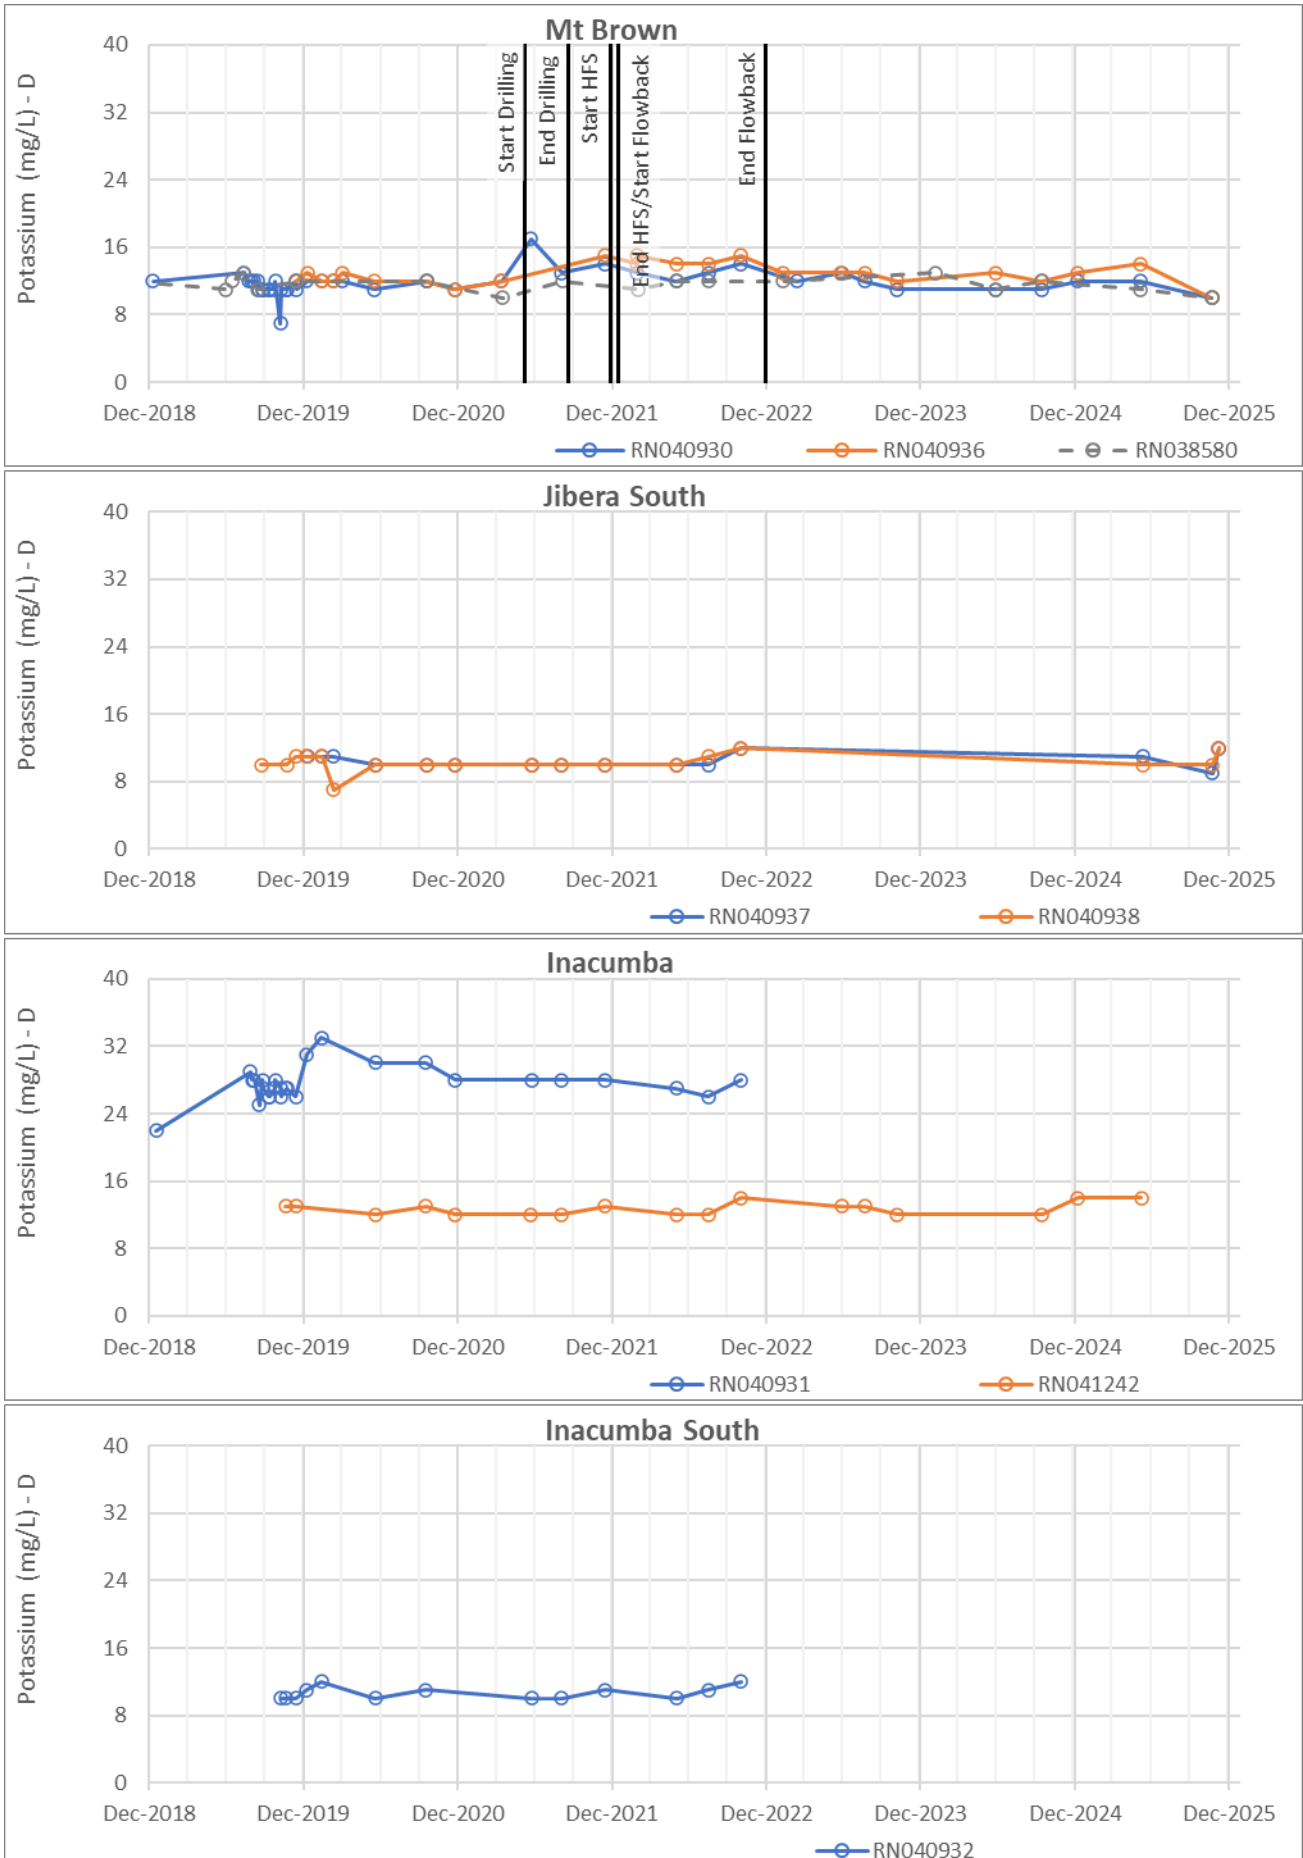 Mt Brown
Potassium (mg/L) - D
40
32
24
16
8
0
Start Drilling
End Drilling
Start HFS
End HFS/Start Flowback
End Flowback
Dec-2018 Dec-2019 Dec-2020 Dec-2021 Dec-2022 Dec-2023 Dec-2024 Dec-2025
RN040930 RN040936 RN038580
Jibera South
Potassium (mg/L) - D
40
32
24
16
8
0
Dec-2018 Dec-2019 Dec-2020 Dec-2021 Dec-2022 Dec-2023 Dec-2024 Dec-2025
RN040937 RN040938
Inacumba
Potassium (mg/L) - D
40
32
24
16
8
0
Dec-2018 Dec-2019 Dec-2020 Dec-2021 Dec-2022 Dec-2023 Dec-2024 Dec-2025
RN040931 RN041242
Inacumba South
Potassium (mg/L) - D
40
32
24
16
8
0
Dec-2018 Dec-2019 Dec-2020 Dec-2021 Dec-2022 Dec-2023 Dec-2024 Dec-2025
RN040932